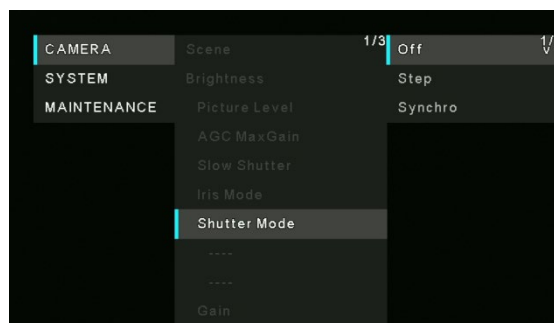 CAMERA
SYSTEM
MAINTENANCE
Scene 1/3
Brightness
Picture Level
AGC MaxGain
Slow Shutter
Iris Mode
Shutter Mode
----
----
Gain
Off
Step
Synchro